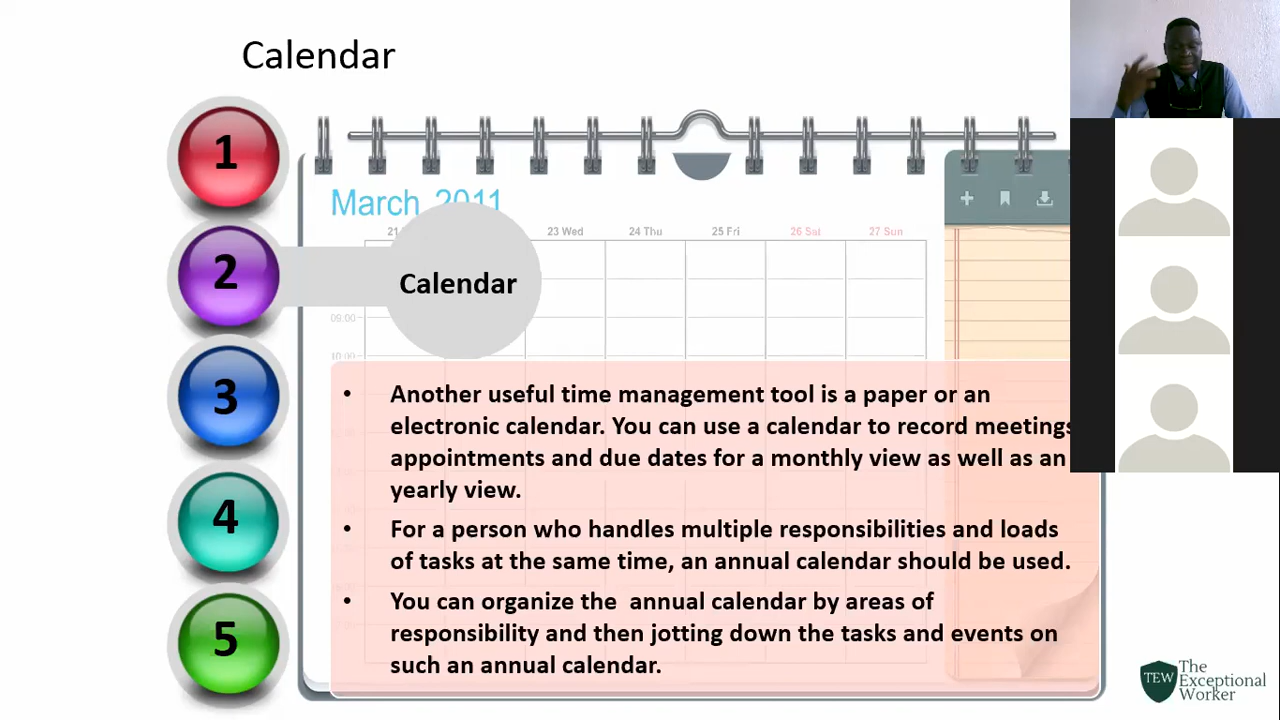 Calendar
1
March 2011
21
23 Wed
24 Thu
25 Fri
26 Sat
27 Sun
2
Calendar
09:00
10:00
3
• Another useful time management tool is a paper or an
electronic calendar. You can use a calendar to record meetings
appointments and due dates for a monthly view as well as an
yearly view.
4
• For a person who handles multiple responsibilities and loads
of tasks at the same time, an annual calendar should be used.
5
• You can organize the  annual calendar by areas of
responsibility and then jotting down the tasks and events on
such an annual calendar.
TEW
The
Exceptional
Worker